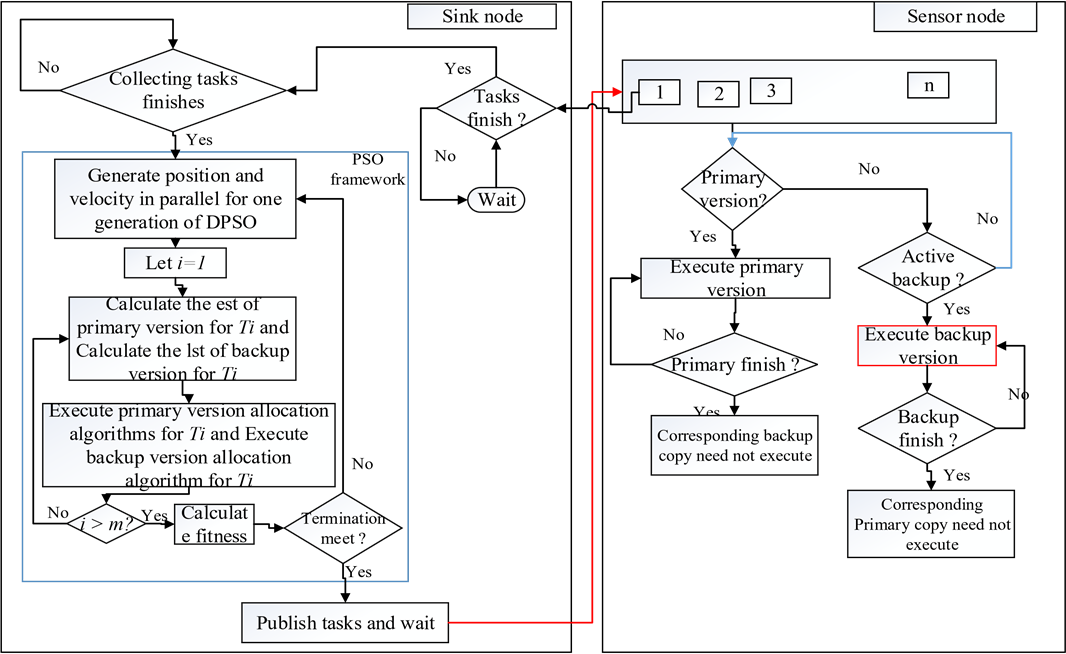 Sink node
No
Collecting tasks
finishes
Yes
Yes
Tasks
finish ?
No
Wait
PSO
framework
Generate position and
velocity in parallel for one
generation of DPSO
Let i=1
Calculate the est of
primary version for Ti and
Calculate the lst of backup
version for Ti
Execute primary version allocation
algorithms for Ti and Execute
backup version allocation
algorithm for Ti
No
i > m?
Yes
Calculat
e fitness
No
Termination
meet ?
Yes
Publish tasks and wait
Sensor node
1
2
3
n
Primary
version?
No
Yes
No
Active
backup ?
Yes
Execute primary
version
No
Primary finish ?
Yes
Corresponding backup
copy need not execute
Execute backup
version
No
Backup
finish ?
Yes
Corresponding
Primary copy need not
execute